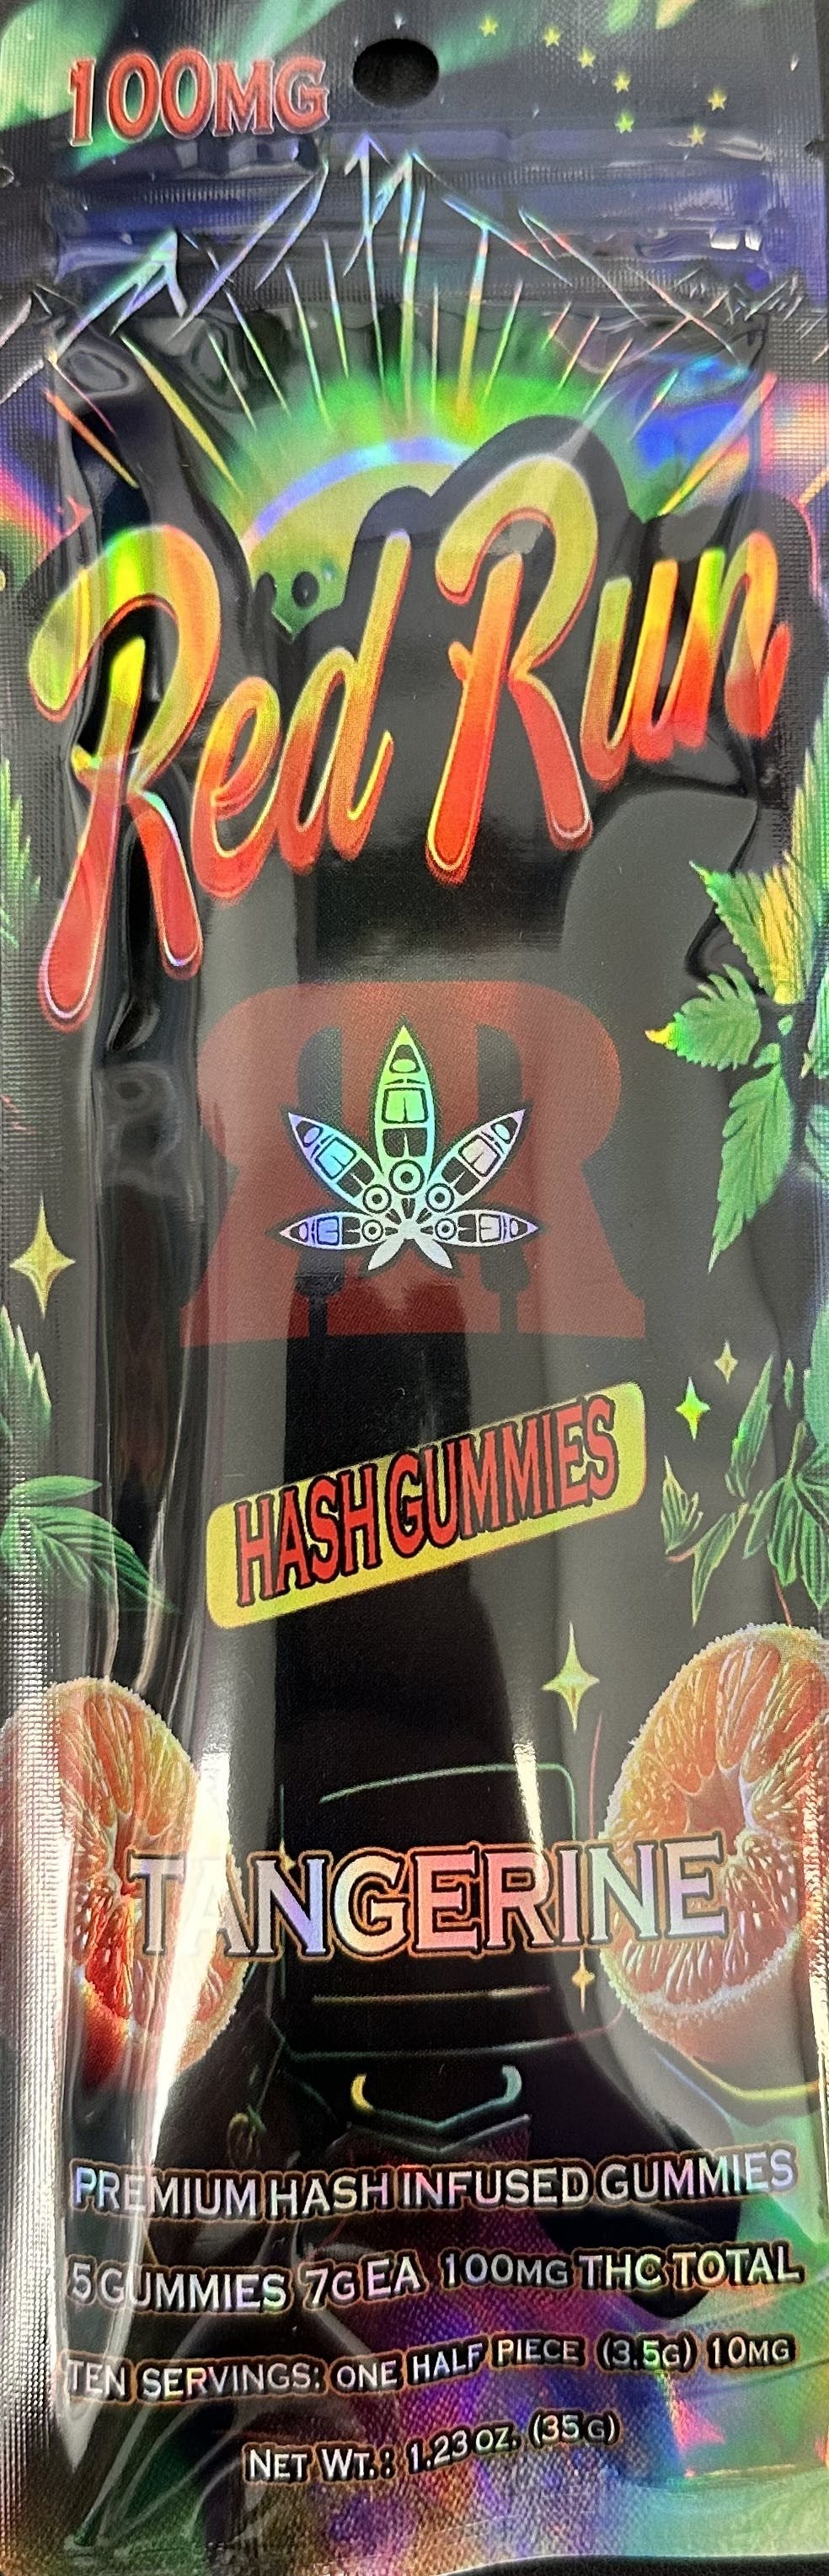 100MG
Red Run
RR
HASH GUMMIES
TANGERINE
PREMIUM HASH INFUSED GUMMIES
5 GUMMIES 7G EA 100MG THC TOTAL
TEN SERVINGS: ONE HALF PIECE (3.5G) 10MG
NET WT.: 1.23 OZ. (35G)